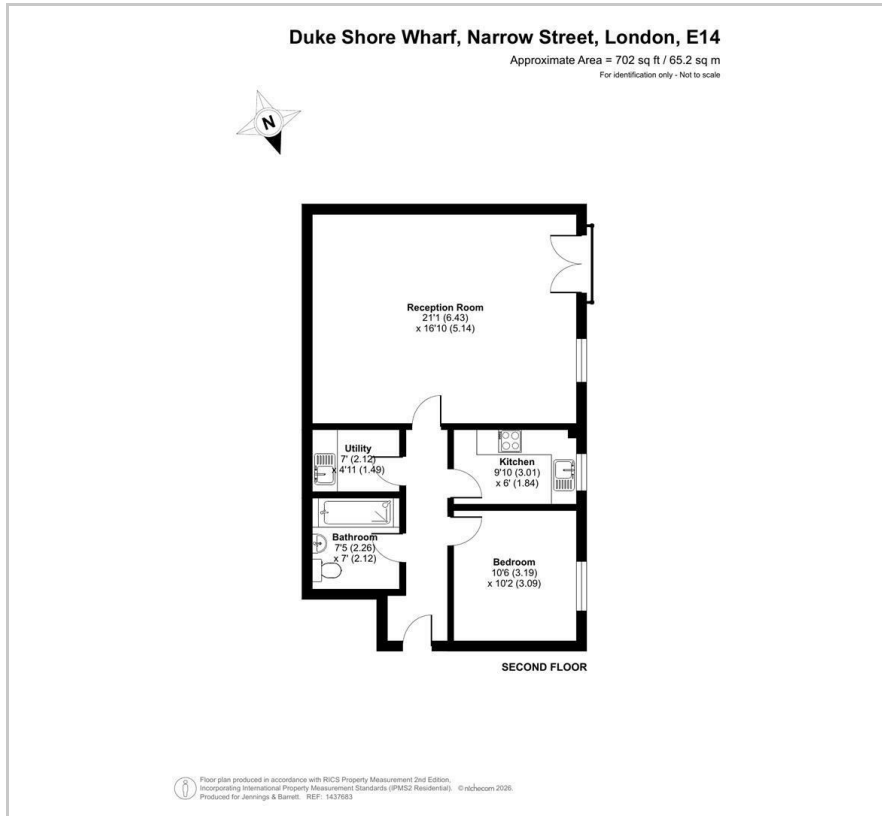 Duke Shore Wharf, Narrow Street, London, E14
Approximate Area = 702 sq ft / 65.2 sq m
For identification only - Not to scale
N
Reception Room
21'1 (6.43)
x 16'10 (5.14)
Utility
7' (2.12)
x 4'11 (1.49)
Kitchen
9'10 (3.01)
x 6' (1.84)
Bathroom
7'5 (2.26)
x 7' (2.12)
Bedroom
10'6 (3.19)
x 10'2 (3.09)
SECOND FLOOR
Floor plan produced in accordance with RICS Property Measurement 2nd Edition,
Incorporating International Property Measurement Standards (IPMS2 Residential). © nichecom 2026.
Produced for Jennings & Barrett. REF: 1437683